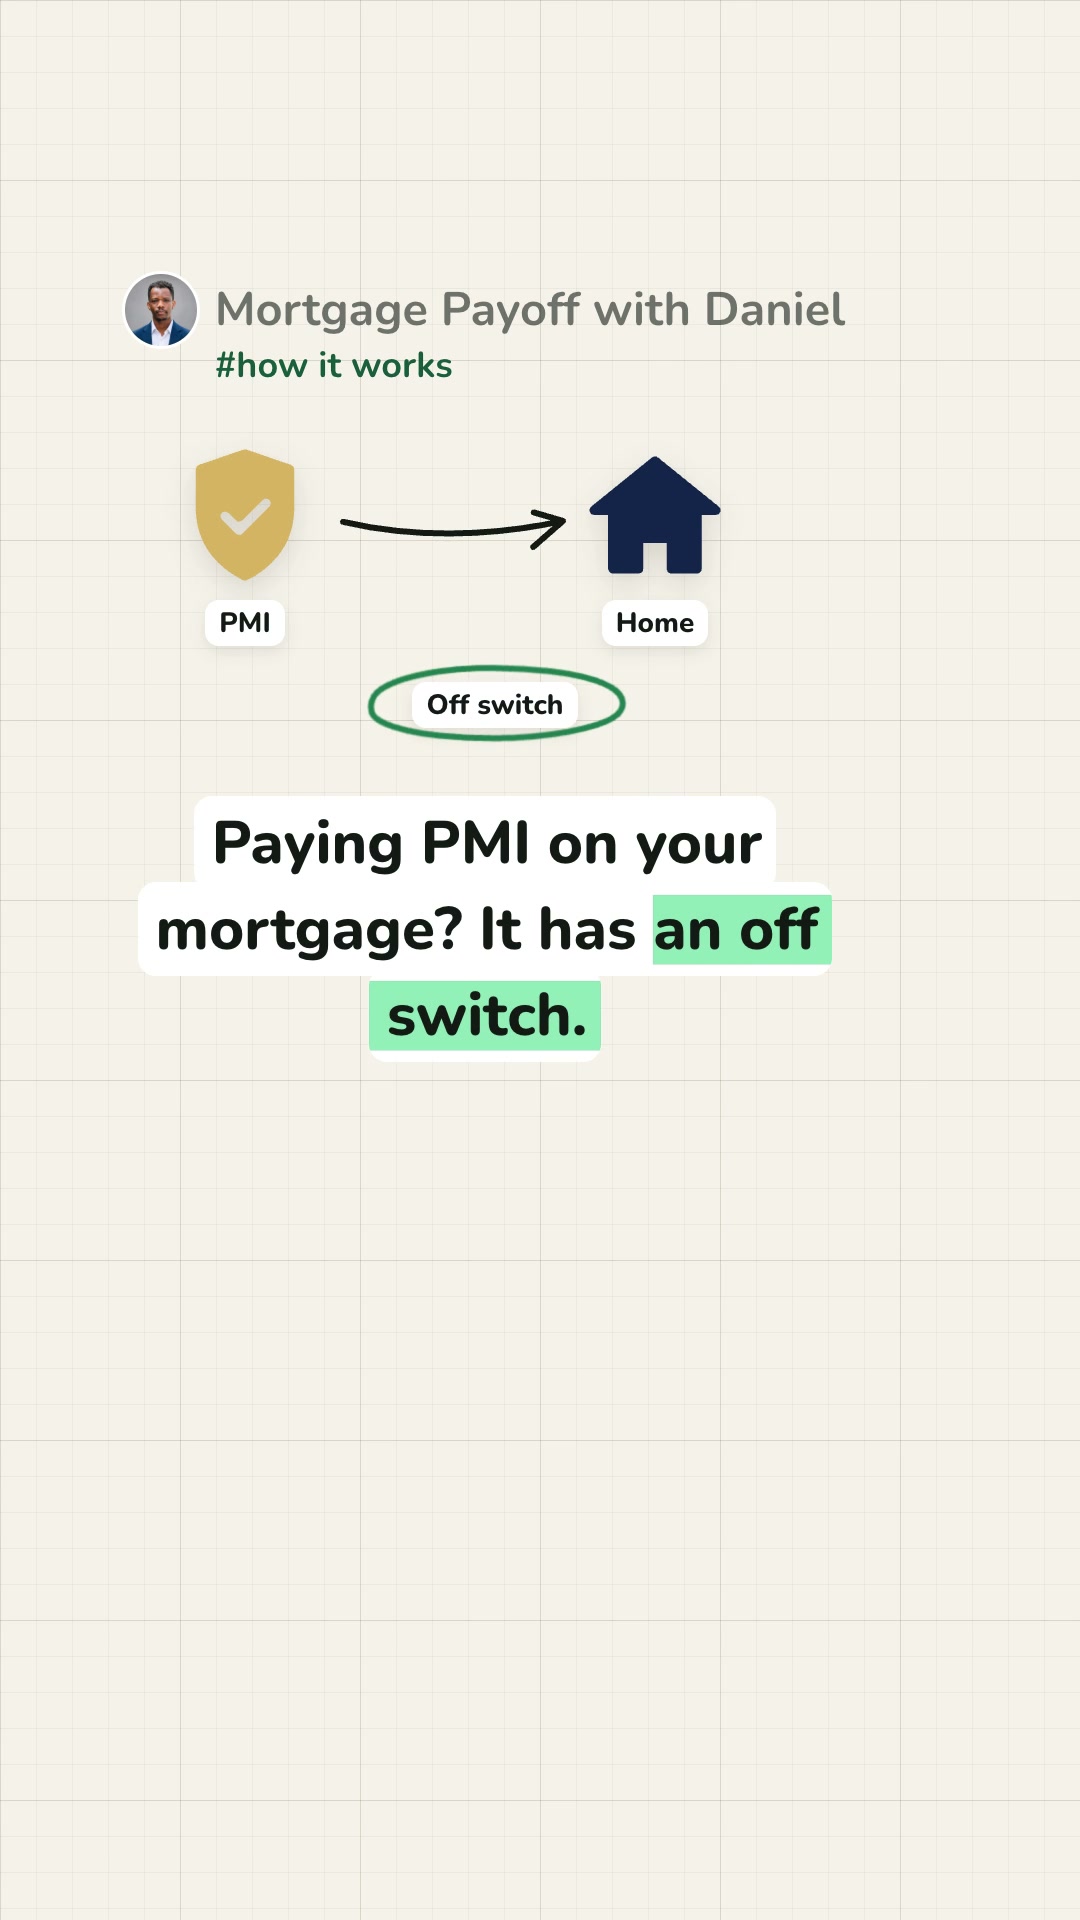 Mortgage Payoff with Daniel
#how it works
PMI
Home
Off switch
Paying PMI on your
mortgage? It has an off
switch.